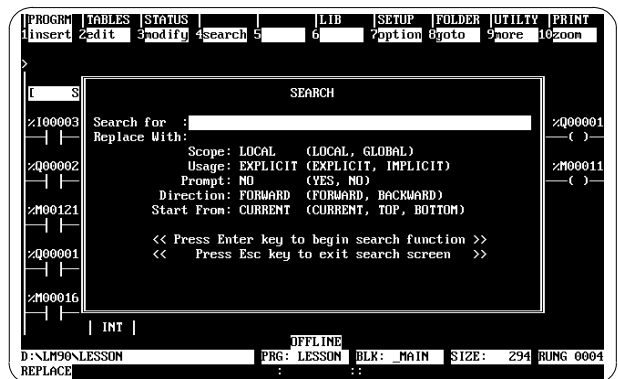 PROGRM |TABLES |STATUS | | |LIB |SETUP |FOLDER |UTILTY |PRINT
1insert 2edit 3modify 4search 5 6 7option 8goto 9more 10zoom
>
[ S
SEARCH
%I00003 Search for : %Q00001
Replace With:
Scope: LOCAL (LOCAL, GLOBAL)
%Q00002 Usage: EXPLICIT (EXPLICIT, IMPLICIT) %M00011
Prompt: NO (YES, NO)
Direction: FORWARD (FORWARD, BACKWARD)
%M00121 Start From: CURRENT (CURRENT, TOP, BOTTOM)
<< Press Enter key to begin search function >>
%Q00001 << Press Esc key to exit search screen >>
%M00016
| INT |
OFFLINE
D:\LM90\LESSON PRG: LESSON BLK: _MAIN SIZE: 294 RUNG 0004
REPLACE : ::